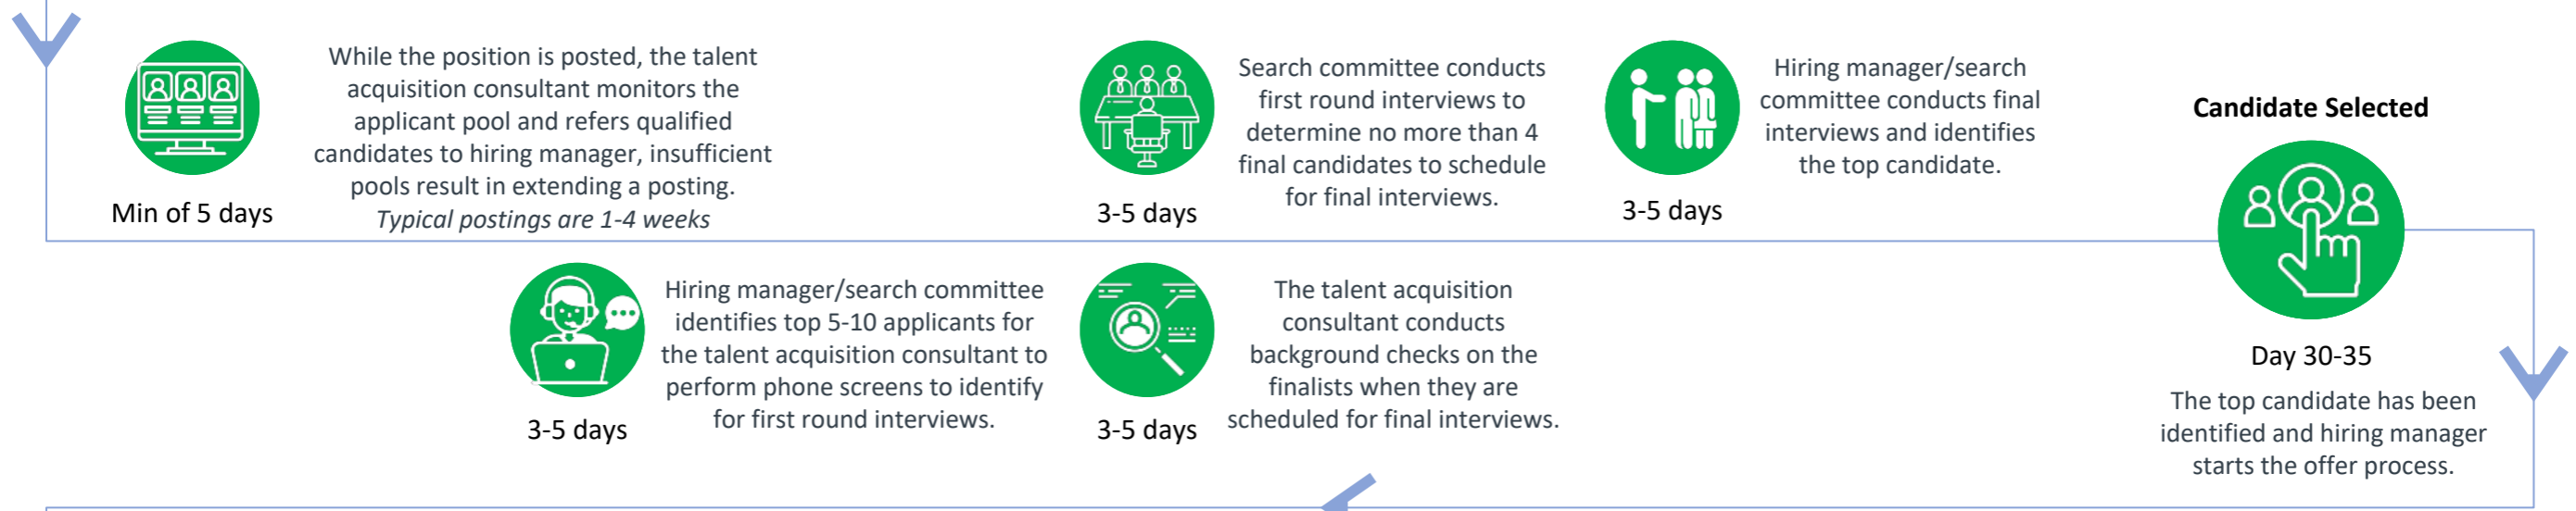 Min of 5 days
While the position is posted, the talent
acquisition consultant monitors the
applicant pool and refers qualified
candidates to hiring manager, insufficient
pools result in extending a posting.
Typical postings are 1-4 weeks
3-5 days
Hiring manager/search committee
identifies top 5-10 applicants for
the talent acquisition consultant to
perform phone screens to identify
for first round interviews.
3-5 days
Search committee conducts
first round interviews to
determine no more than 4
final candidates to schedule
for final interviews.
3-5 days
The talent acquisition
consultant conducts
background checks on the
finalists when they are
scheduled for final interviews.
3-5 days
Hiring manager/search
committee conducts final
interviews and identifies
the top candidate.
Candidate Selected
Day 30-35
The top candidate has been
identified and hiring manager
starts the offer process.